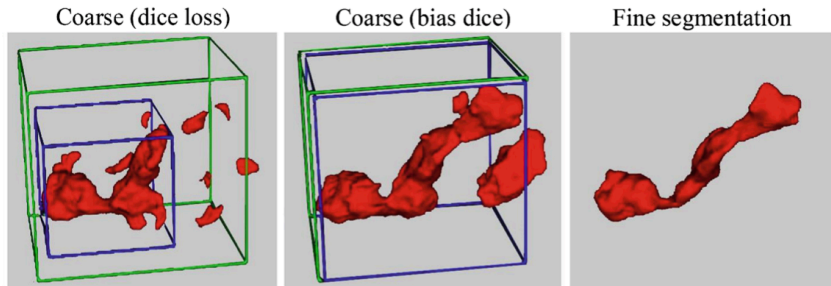 Coarse (dice loss)
Coarse (bias dice)
Fine segmentation